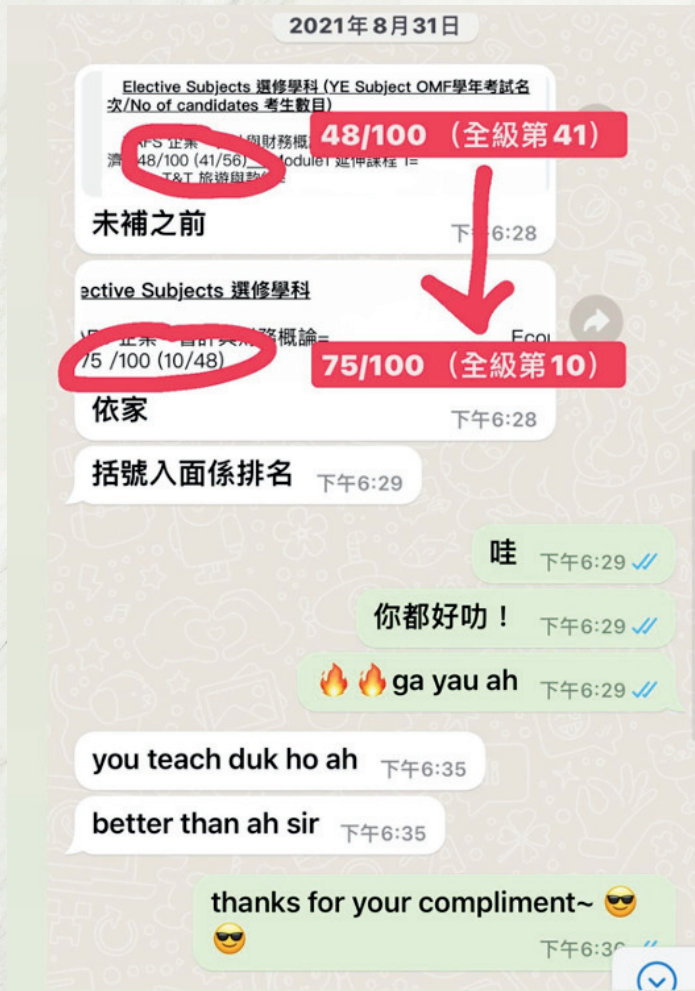 2021年8月31日
Elective Subjects 選修學科 (YE Subject OMF學年考試名
次/No of candidates 考生數目)
48/100 （全級第41）
48/100 (41/56)
T&T 旅遊與款
未補之前
6:28
ective Subjects 選修學科
75/100 （全級第10）
75 /100 (10/48)
依家
下午6:28
括號入面係排名 下午6:29
哇 下午6:29
你都好叻！ 下午6:29
🔥🔥 ga yau ah 下午6:29
you teach duk ho ah 下午6:35
better than ah sir 下午6:35
thanks for your compliment~ 😎
😎